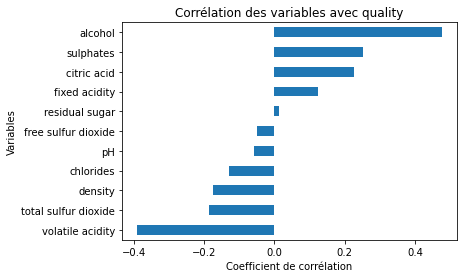 Corrélation des variables avec quality
Variables
alcohol
sulphates
citric acid
fixed acidity
residual sugar
free sulfur dioxide
pH
chlorides
density
total sulfur dioxide
volatile acidity
−0.4 −0.2 0.0 0.2 0.4
Coefficient de corrélation